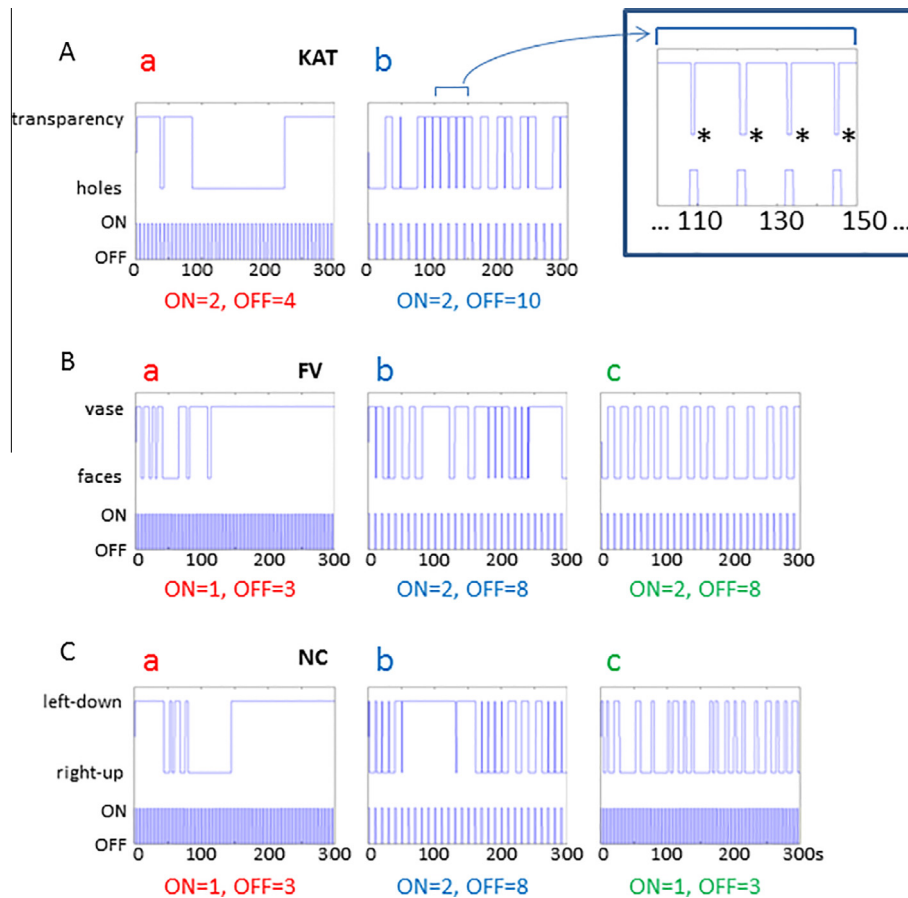 A
a KAT b
transparency
holes
ON
OFF
0 100 200 300 0 100 200 300
ON=2, OFF=4 ON=2, OFF=10
* * * *
... 110 130 150 ...
B
a FV b c
vase
faces
ON
OFF
0 100 200 300 0 100 200 300 0 100 200 300
ON=1, OFF=3 ON=2, OFF=8 ON=2, OFF=8
C
a NC b c
left-down
right-up
ON
OFF
0 100 200 300 0 100 200 300 0 100 200 300s
ON=1, OFF=3 ON=2, OFF=8 ON=1, OFF=3